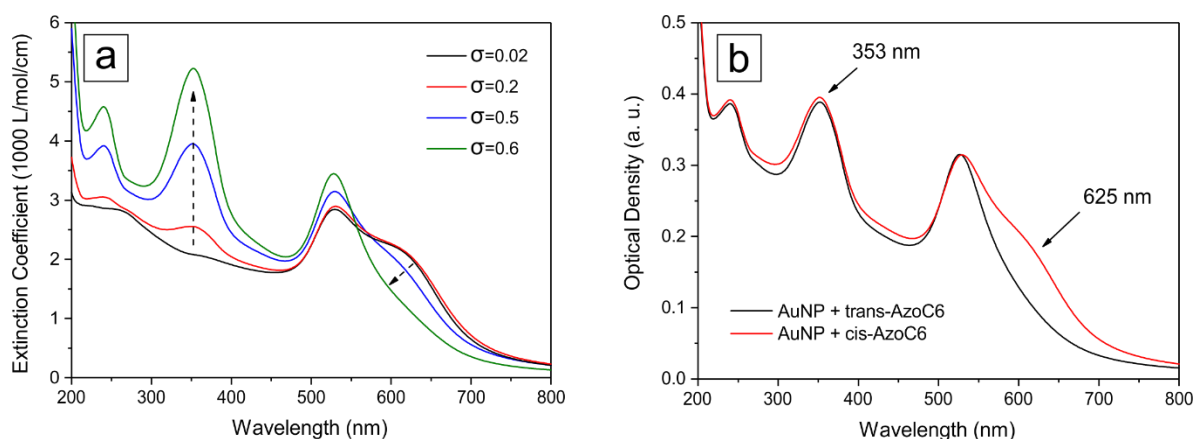 a
Extinction Coefficient (1000 L/mol/cm)
6
5
4
3
2
1
0
σ=0.02
σ=0.2
σ=0.5
σ=0.6
200 300 400 500 600 700 800
Wavelength (nm)
b
Optical Density (a. u.)
0.5
0.4
0.3
0.2
0.1
0.0
353 nm
625 nm
AuNP + trans-AzoC6
AuNP + cis-AzoC6
200 300 400 500 600 700 800
Wavelength (nm)